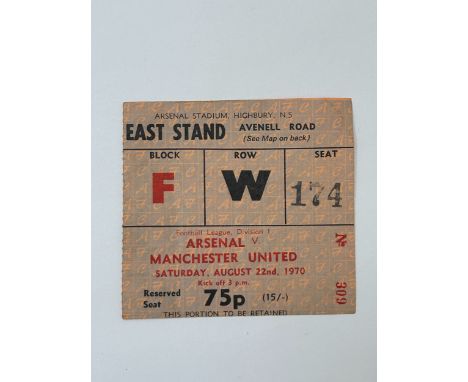 ARSENAL STADIUM, HIGHBURY, N.5
EAST STAND AVENELL ROAD
(See Map on back)
BLOCK ROW SEAT
F W 174
Football League, Division 1
ARSENAL V.
MANCHESTER UNITED
SATURDAY, AUGUST 22nd, 1970
Kick off 3 p.m.
Reserved
Seat 75p (15/-)
THIS PORTION TO BE RETAINED
309